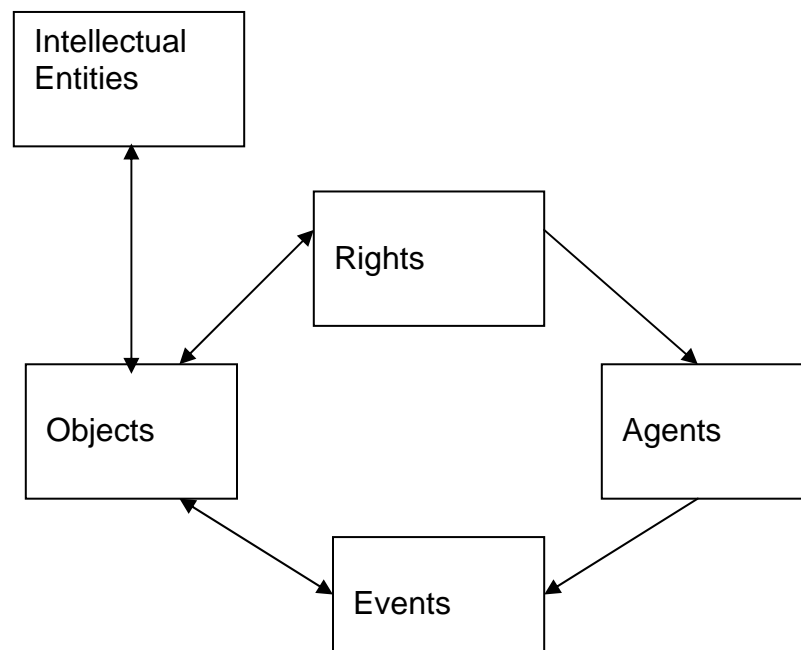 Intellectual
Entities
Rights
Objects
Agents
Events